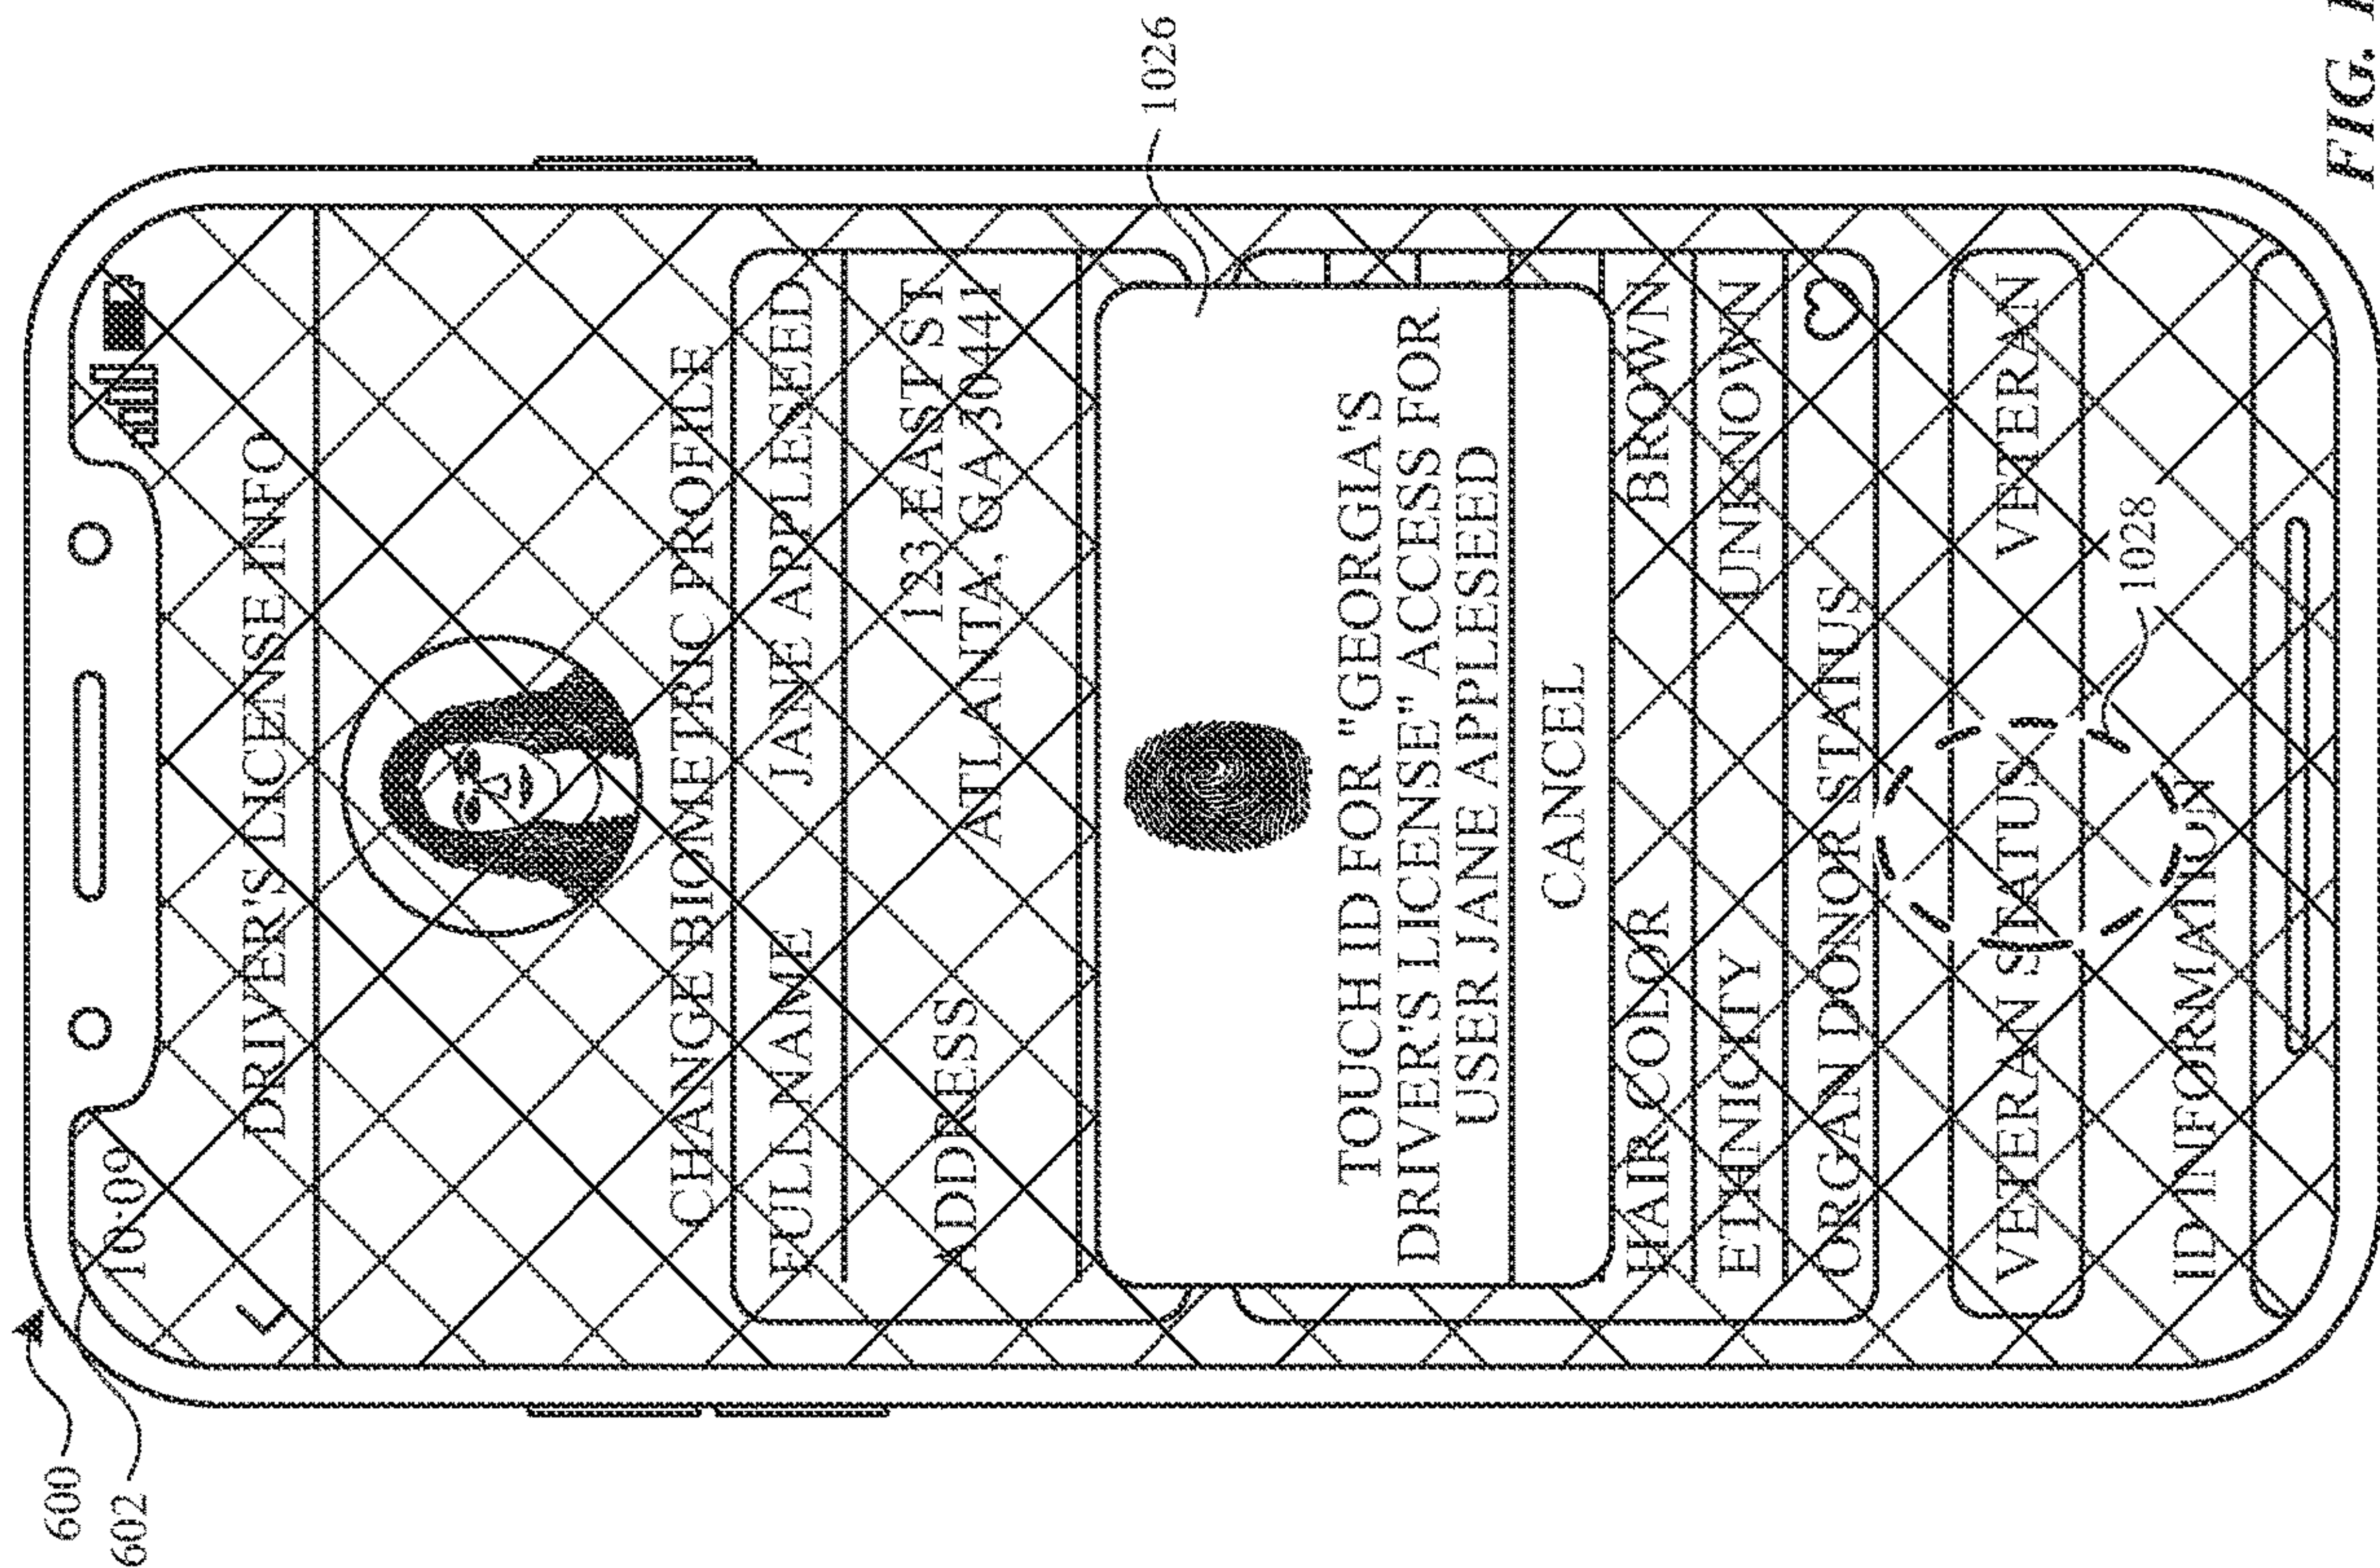 600
602
10:09
DRIVER'S LICENSE INFO
CHANGE BIOMETRIC PROFILE
FULL NAME JANE APPLESEED
ADDRESS 123 EAST ST
ATLANTA, GA 30441
1026
TOUCH ID FOR "GEORGIA'S
DRIVER'S LICENSE" ACCESS FOR
USER JANE APPLESEED
CANCEL
HAIR COLOR BROWN
ETHNICITY UNKNOWN
ORGAN DONOR STATUS
VETERAN STATUS VETERAN
1028
ID INFORMATION
FIG.